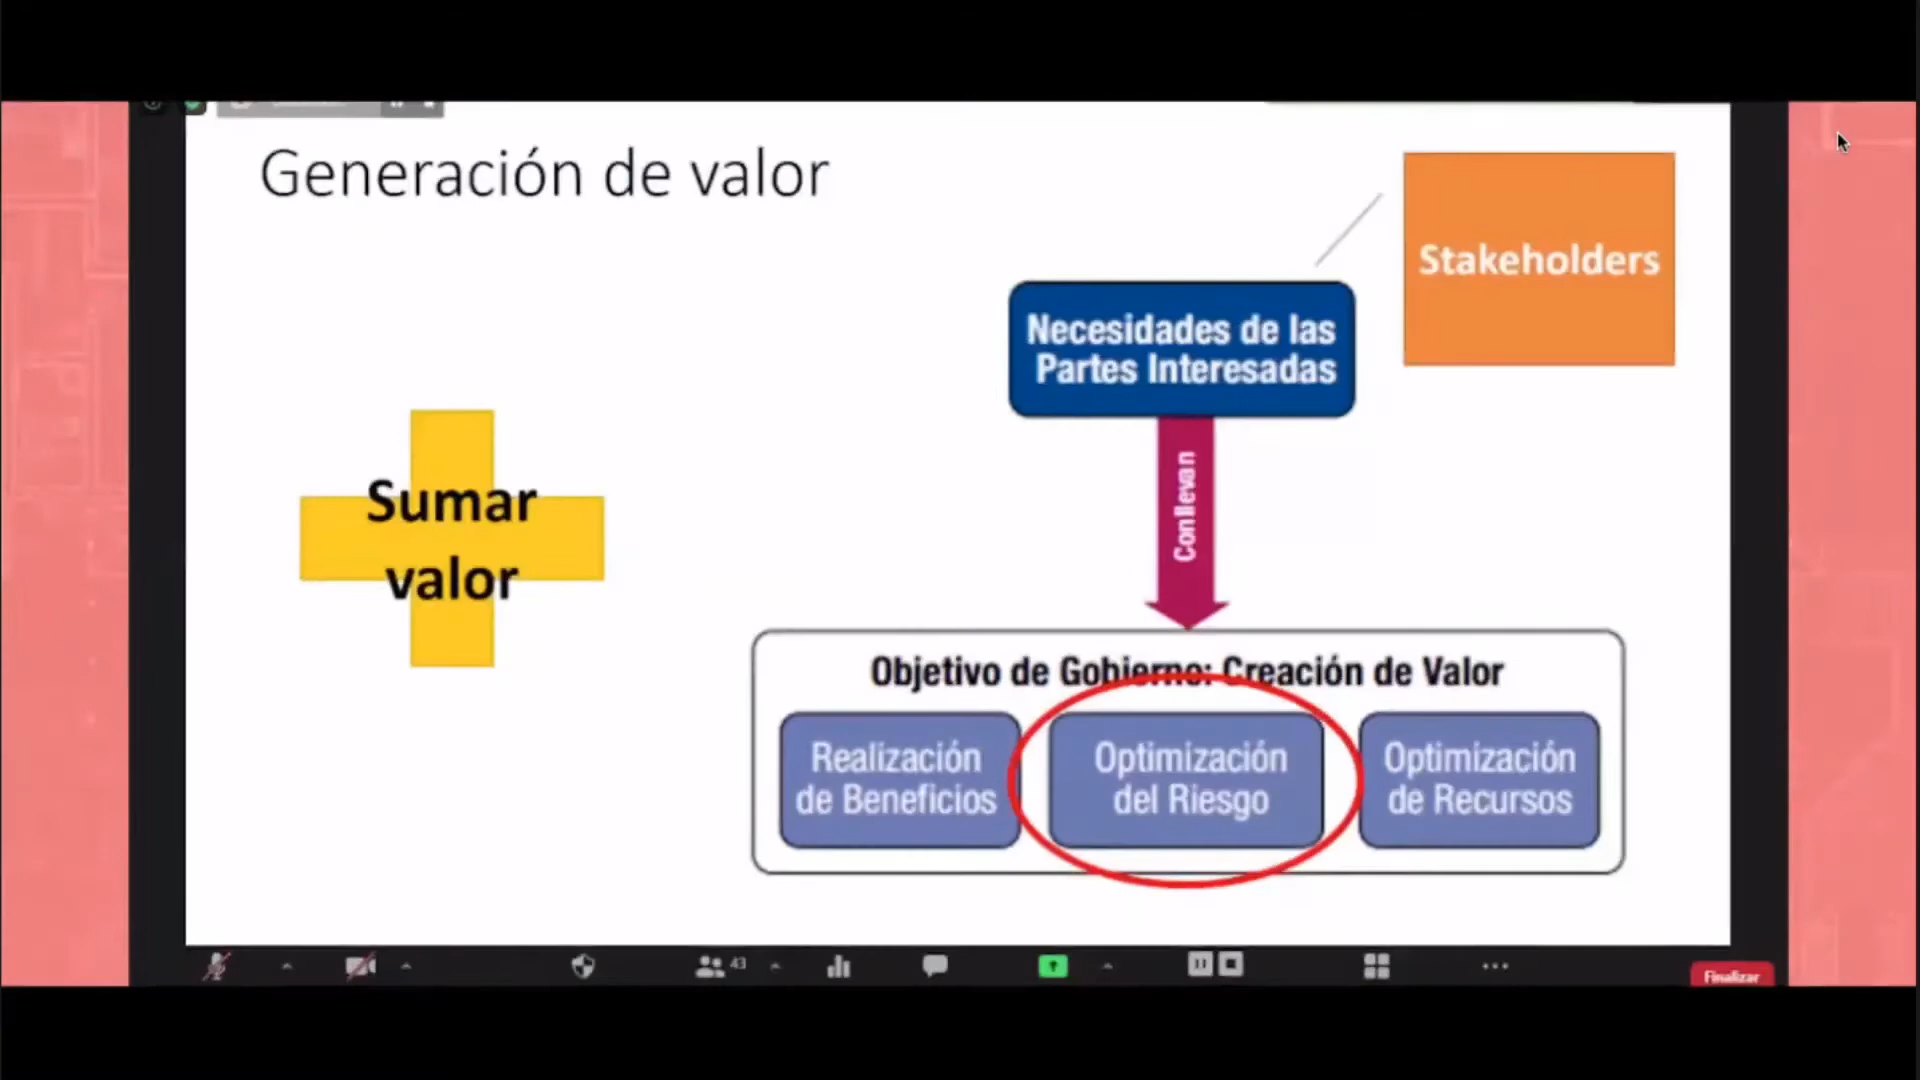 Generación de valor
Stakeholders
Necesidades de las
Partes Interesadas
Conllevan
Sumar
valor
Objetivo de Gobierno: Creación de Valor
Realización
de Beneficios
Optimización
del Riesgo
Optimización
de Recursos
43
Finalizar